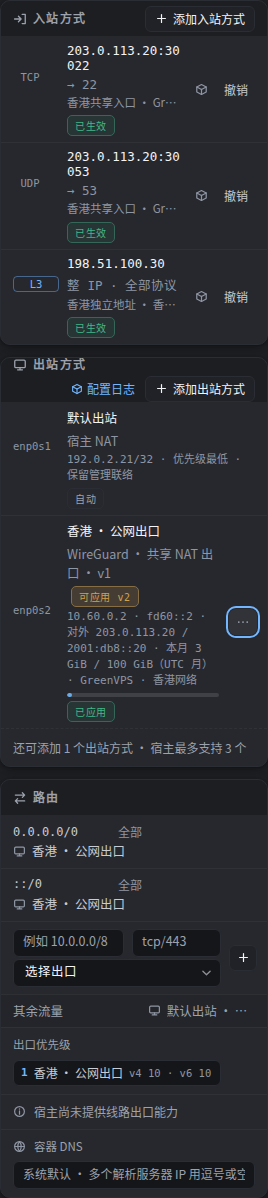 入站方式
+ 添加入站方式
TCP
203.0.113.20:30
022
→ 22
香港共享入口 · Gr…
已生效
撤销
UDP
203.0.113.20:30
053
→ 53
香港共享入口 · Gr…
已生效
撤销
L3
198.51.100.30
整 IP · 全部协议
香港独立地址 · 香…
已生效
撤销
出站方式
配置日志
+ 添加出站方式
enp0s1
默认出站
宿主 NAT
192.0.2.21/32 · 优先级最低 ·
保留管理联络
自动
enp0s2
香港 · 公网出口
WireGuard · 共享 NAT 出
口 · v1
可应用 v2
10.60.0.2 · fd60::2 ·
对外 203.0.113.20 /
2001:db8::20 · 本月 3
GiB / 100 GiB（UTC 月）
· GreenVPS · 香港网络
已应用
…
还可添加 1 个出站方式 · 宿主最多支持 3 个
路由
0.0.0.0/0 全部
香港 · 公网出口
::/0 全部
香港 · 公网出口
例如 10.0.0.0/8
tcp/443
选择出口
+
其余流量
默认出站 · …
出口优先级
1 香港 · 公网出口 v4 10 · v6 10
宿主尚未提供线路出口能力
容器 DNS
系统默认 · 多个解析服务器 IP 用逗号或空